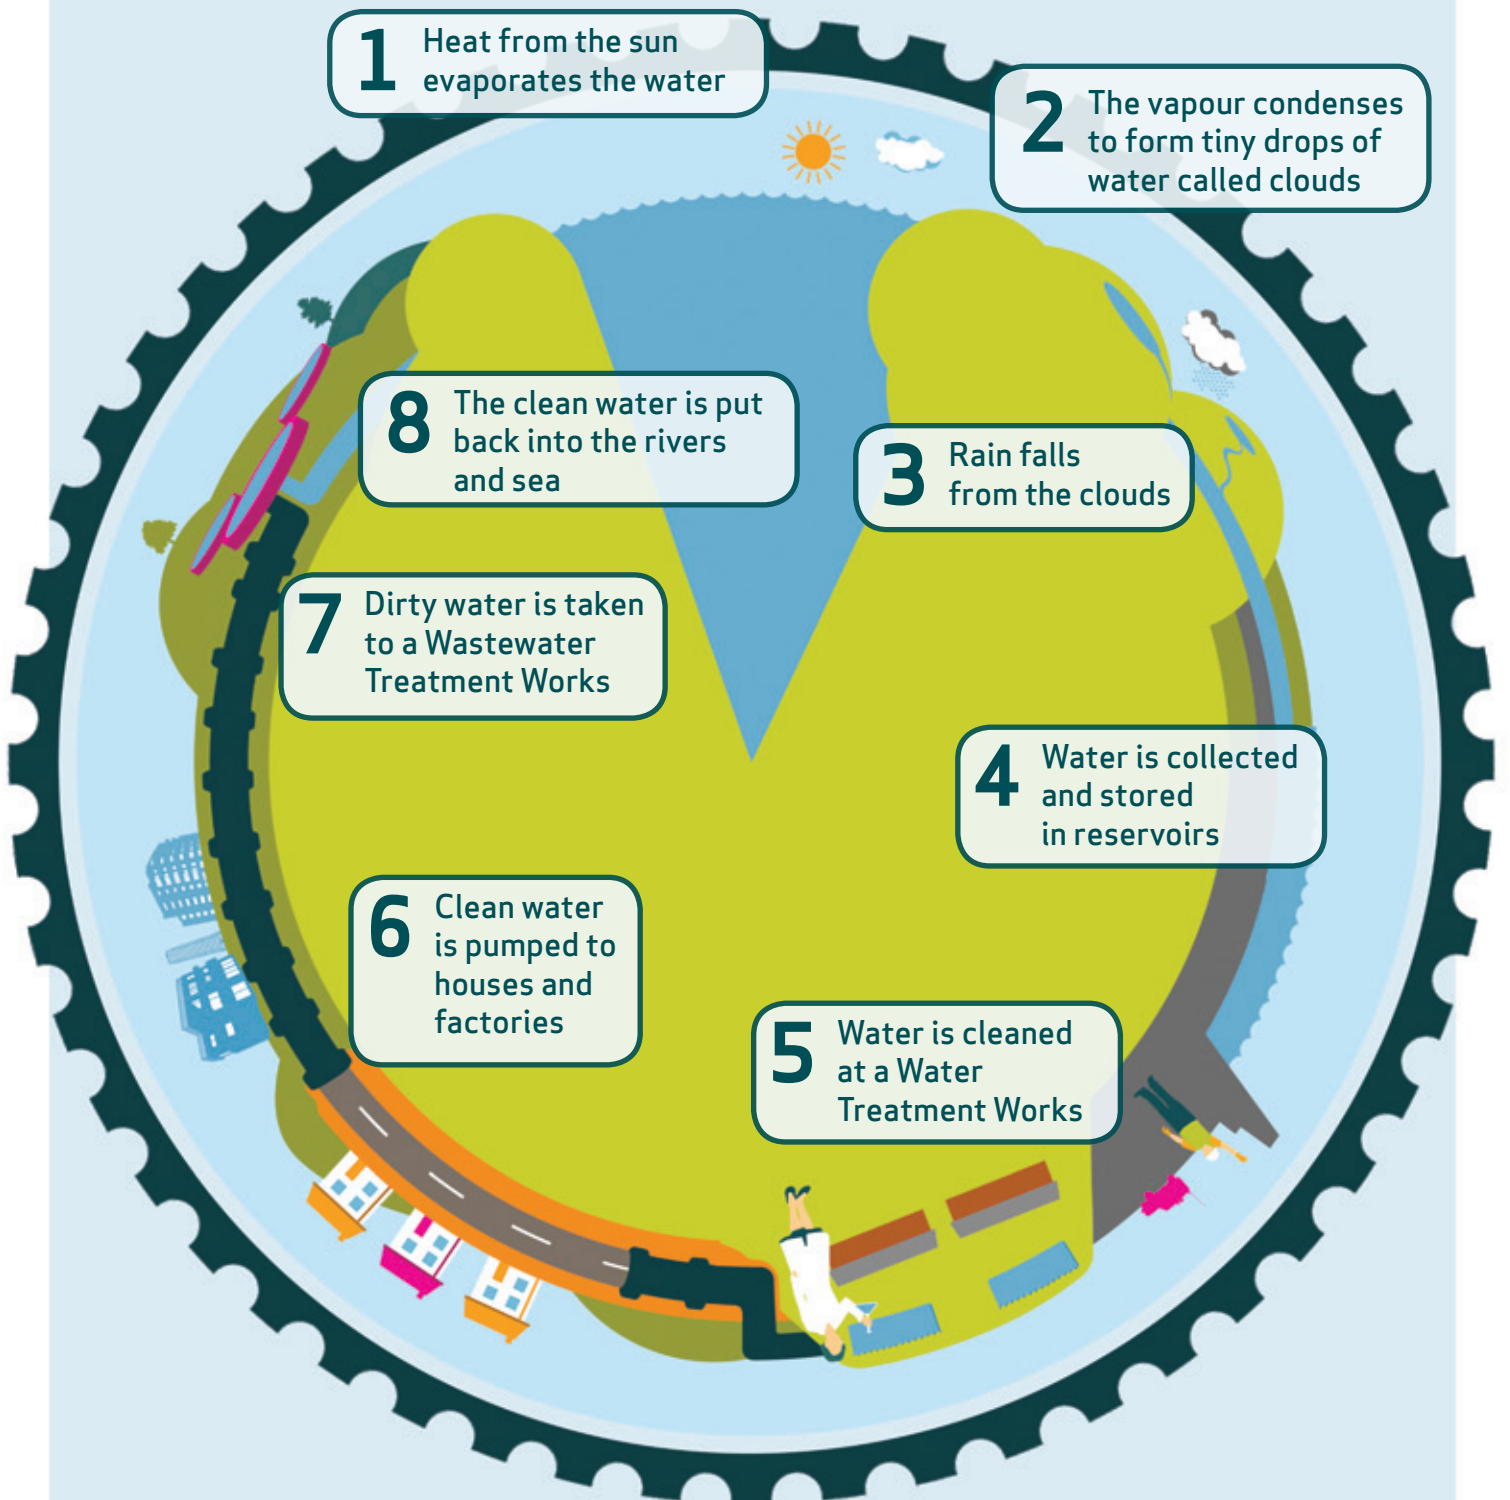 1 Heat from the sun
evaporates the water
2 The vapour condenses
to form tiny drops of
water called clouds
3 Rain falls
from the clouds
4 Water is collected
and stored
in reservoirs
5 Water is cleaned
at a Water
Treatment Works
6 Clean water
is pumped to
houses and
factories
7 Dirty water is taken
to a Wastewater
Treatment Works
8 The clean water is put
back into the rivers
and sea